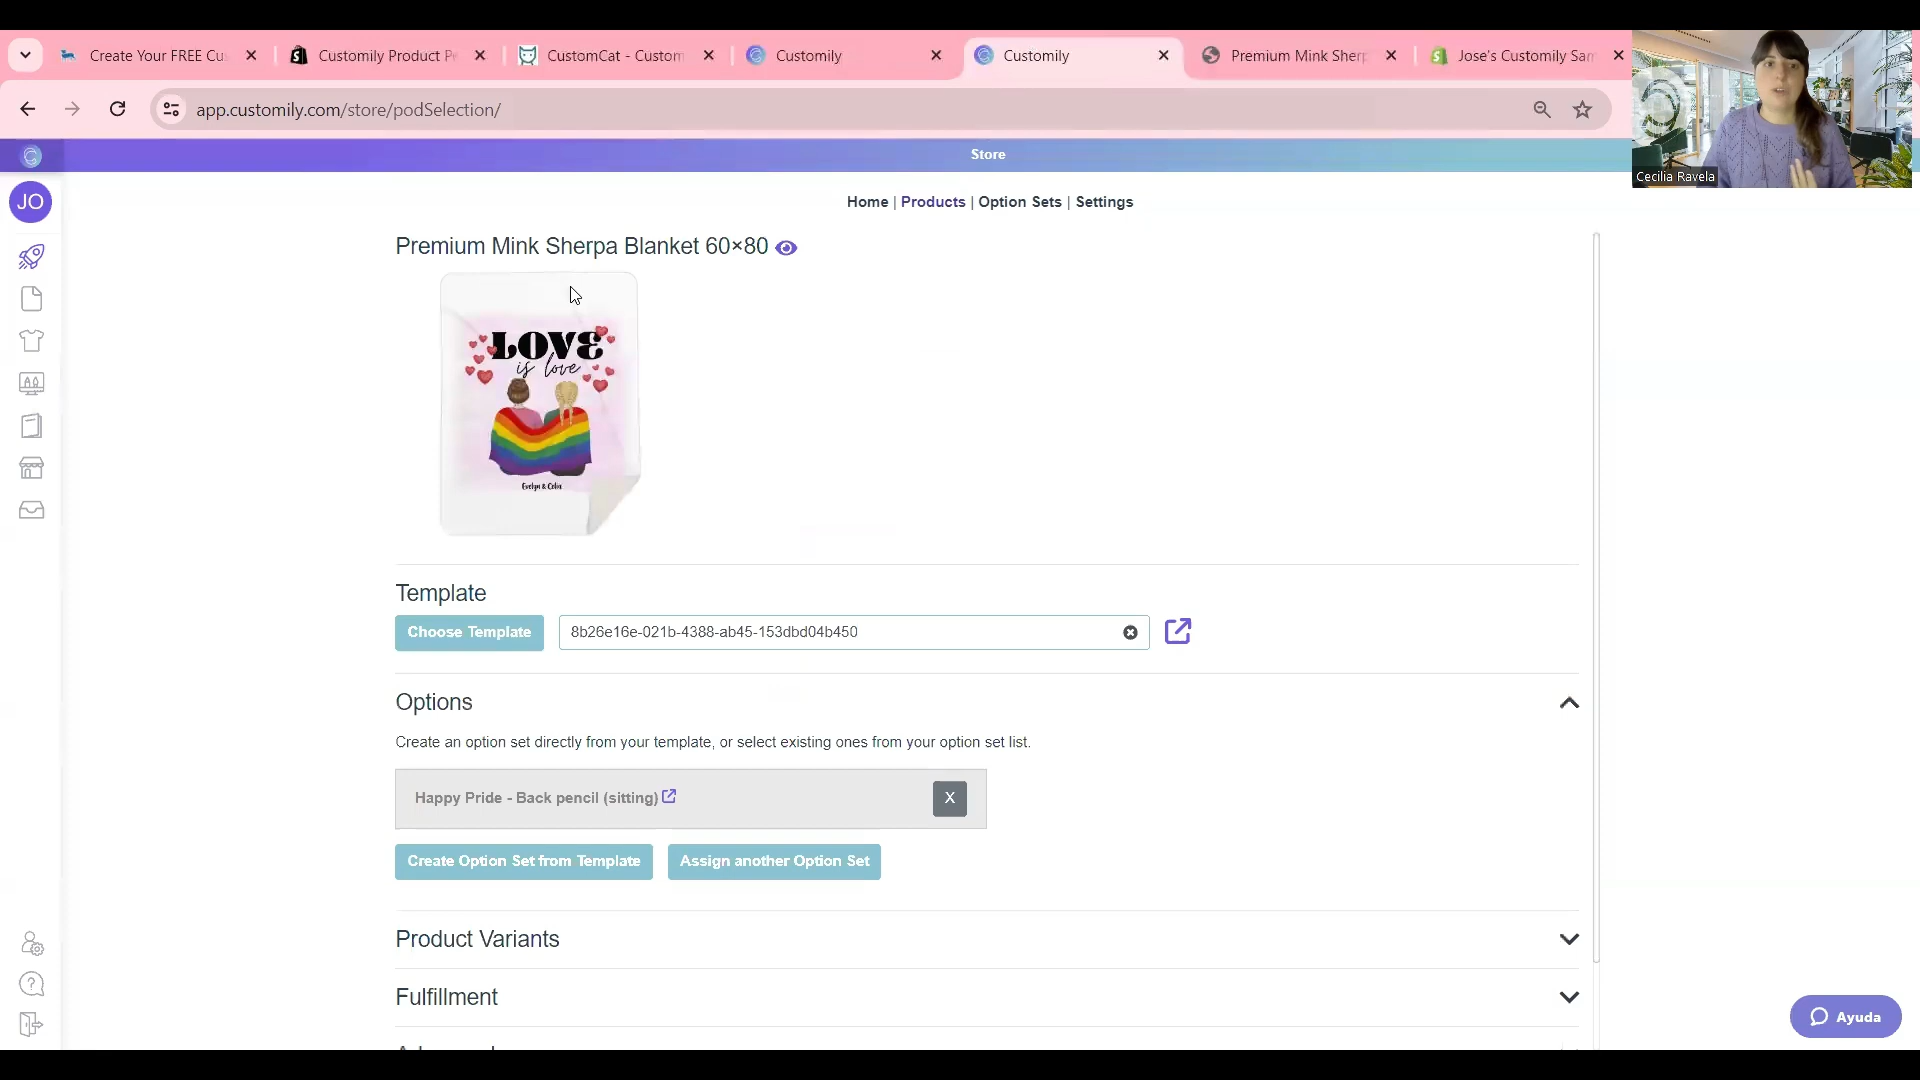 Create Your FREE Cu
Customily Product Pe
CustomCat - Custom
Customily
Customily
Premium Mink Sherp
Jose's Customily Sam
app.customily.com/store/podSelection/
Cecilia Ravela
Store
JO
Home | Products | Option Sets | Settings
Premium Mink Sherpa Blanket 60×80
LOVE
is love
Evelyn & Celia
Template
Choose Template
8b26e16e-021b-4388-ab45-153dbd04b450
Options
Create an option set directly from your template, or select existing ones from your option set list.
Happy Pride - Back pencil (sitting)
X
Create Option Set from Template
Assign another Option Set
Product Variants
Fulfillment
Ayuda